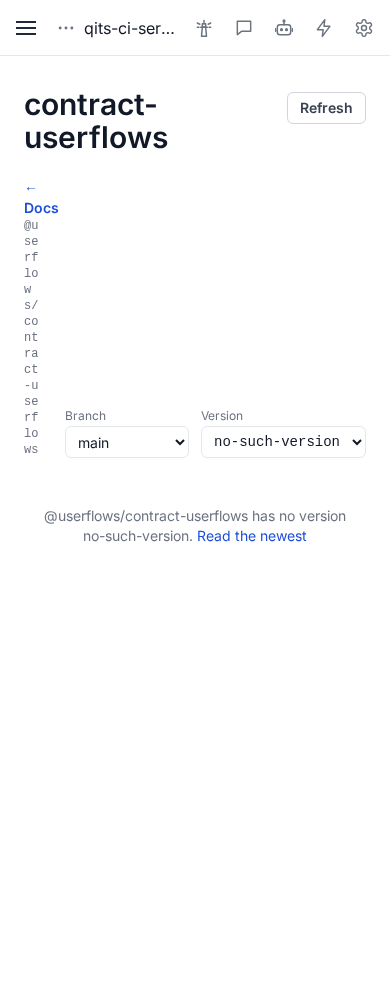 qits-ci-ser...
contract-
userflows
Refresh
←
Docs
@u
se
rf
lo
w
s/
co
nt
ra
ct
-u
se
rf
lo
ws
Branch
Version
main
no-such-version
@userflows/contract-userflows has no version
no-such-version. Read the newest